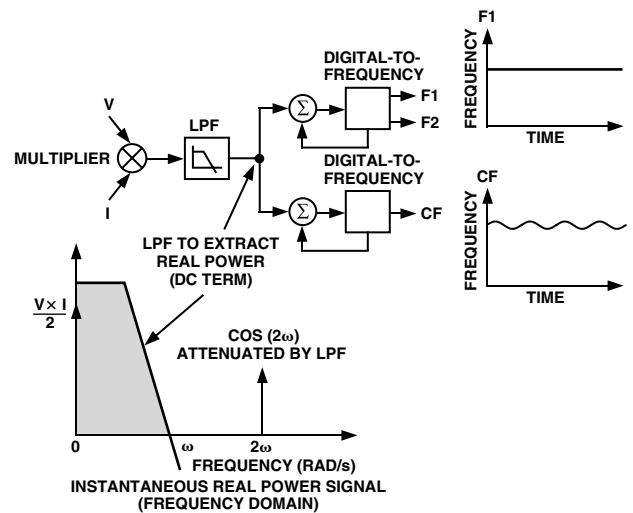 DIGITAL-TO-
FREQUENCY
F1
F2
V
LPF
MULTIPLIER
I
Σ
DIGITAL-TO-
FREQUENCY
Σ
CF
F1
FREQUENCY
TIME
CF
FREQUENCY
TIME
LPF TO EXTRACT
REAL POWER
(DC TERM)
V × I
2
COS (2ω)
ATTENUATED BY LPF
0
ω
2ω
FREQUENCY (RAD/s)
INSTANTANEOUS REAL POWER SIGNAL
(FREQUENCY DOMAIN)